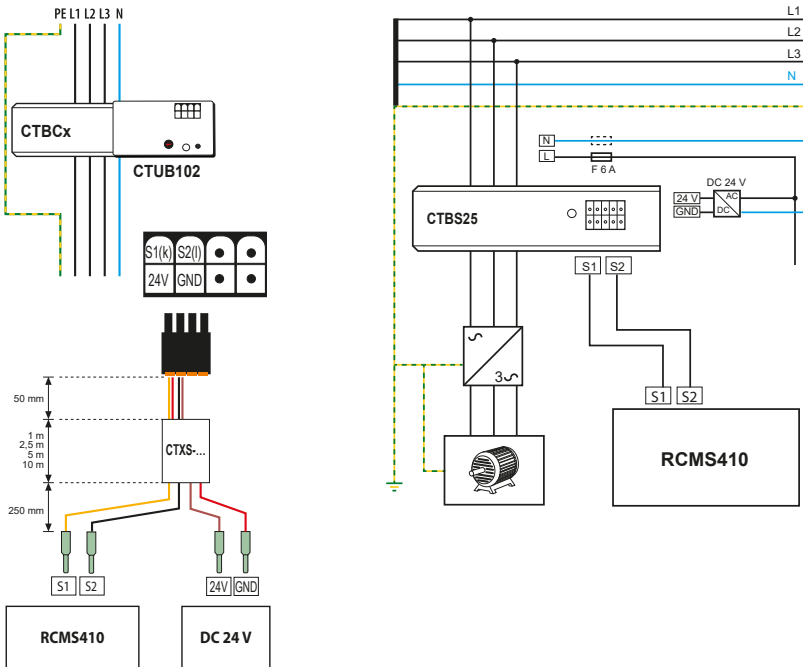 PE L1 L2 L3 N
CTBCx
CTUB102
S1(k) S2(l)
24V GND
50 mm
1 m
2,5 m
5 m
10 m
CTXS-...
250 mm
S1 S2
24V GND
RCMS410
DC 24 V
L1
L2
L3
N
N
L
F 6 A
DC 24 V
24 V
GND
AC
DC
CTBS25
S1 S2
3
S1 S2
RCMS410